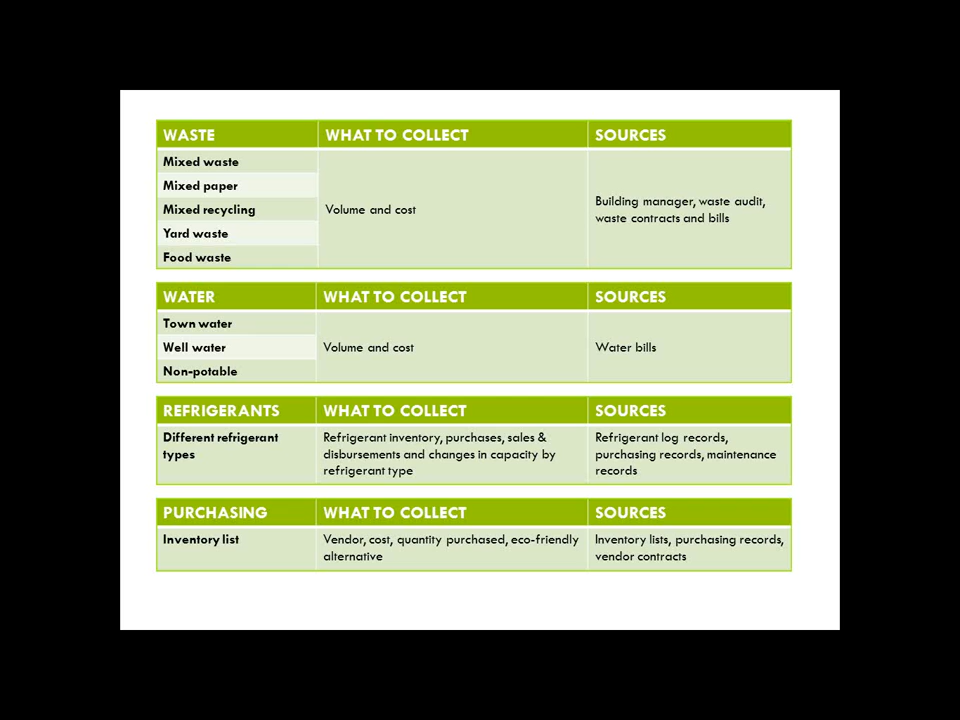 WASTE WHAT TO COLLECT SOURCES
Mixed waste
Mixed paper
Mixed recycling
Yard waste
Food waste
Volume and cost
Building manager, waste audit,
waste contracts and bills
WATER WHAT TO COLLECT SOURCES
Town water
Well water
Non-potable
Volume and cost
Water bills
REFRIGERANTS WHAT TO COLLECT SOURCES
Different refrigerant
types
Refrigerant inventory, purchases, sales &
disbursements and changes in capacity by
refrigerant type
Refrigerant log records,
purchasing records, maintenance
records
PURCHASING WHAT TO COLLECT SOURCES
Inventory list
Vendor, cost, quantity purchased, eco-friendly
alternative
Inventory lists, purchasing records,
vendor contracts